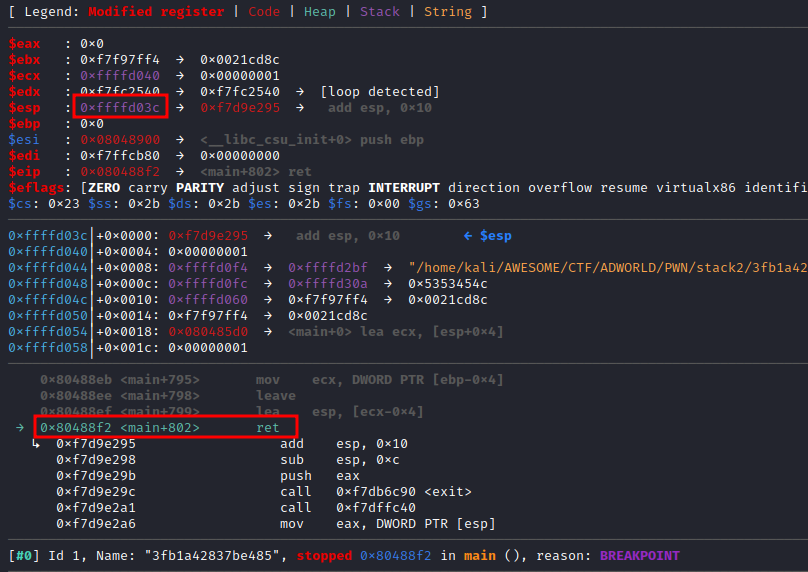 [ Legend: Modified register | Code | Heap | Stack | String ]
$eax   : 0×0
$ebx   : 0×f7f97ff4  →  0×0021cd8c
$ecx   : 0×ffffd040  →  0×00000001
$edx   : 0×f7fc2540  →  0×f7fc2540  →  [loop detected]
$esp   : 0×ffffd03c  →  0×f7d9e295  →   add esp, 0×10
$ebp   : 0×0
$esi   : 0×08048900  →  <__libc_csu_init+0> push ebp
$edi   : 0×f7ffcb80  →  0×00000000
$eip   : 0×080488f2  →  <main+802> ret
$eflags: [ZERO carry PARITY adjust sign trap INTERRUPT direction overflow resume virtualx86 identifi
$cs: 0×23 $ss: 0×2b $ds: 0×2b $es: 0×2b $fs: 0×00 $gs: 0×63
0×ffffd03c│+0×0000: 0×f7d9e295  →   add esp, 0×10        ← $esp
0×ffffd040│+0×0004: 0×00000001
0×ffffd044│+0×0008: 0×ffffd0f4  →  0×ffffd2bf  →  "/home/kali/AWESOME/CTF/ADWORLD/PWN/stack2/3fb1a42
0×ffffd048│+0×000c: 0×ffffd0fc  →  0×ffffd30a  →  0×5353454c
0×ffffd04c│+0×0010: 0×ffffd060  →  0×f7f97ff4  →  0×0021cd8c
0×ffffd050│+0×0014: 0×f7f97ff4  →  0×0021cd8c
0×ffffd054│+0×0018: 0×080485d0  →  <main+0> lea ecx, [esp+0×4]
0×ffffd058│+0×001c: 0×00000001
0×80488eb <main+795>       mov    ecx, DWORD PTR [ebp-0×4]
0×80488ee <main+798>       leave
0×80488ef <main+799>       lea    esp, [ecx-0×4]
→  0×80488f2 <main+802>       ret
↳  0×f7d9e295                  add    esp, 0×10
0×f7d9e298                  sub    esp, 0×c
0×f7d9e29b                  push   eax
0×f7d9e29c                  call   0×f7db6c90 <exit>
0×f7d9e2a1                  call   0×f7dffc40
0×f7d9e2a6                  mov    eax, DWORD PTR [esp]
[#0] Id 1, Name: "3fb1a42837be485", stopped 0×80488f2 in main (), reason: BREAKPOINT